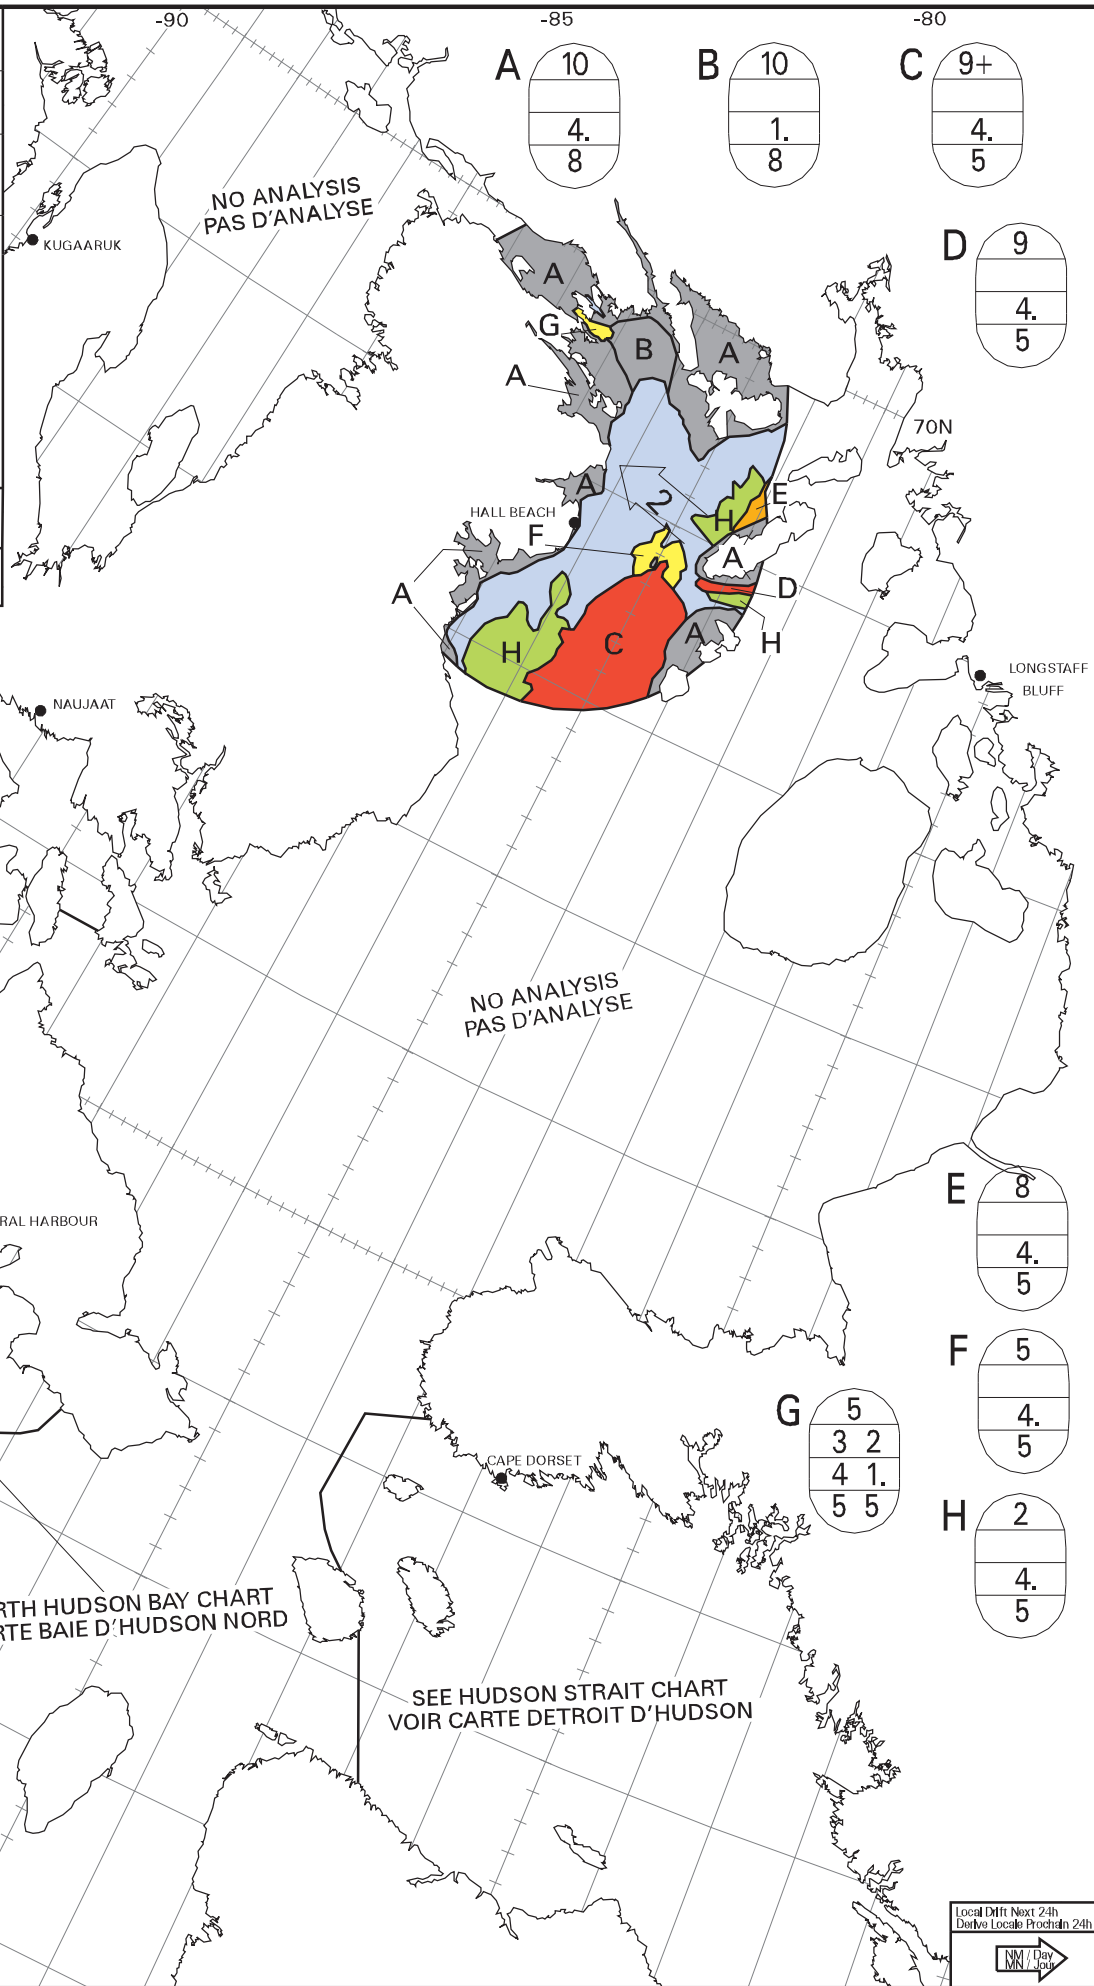 -90
-85
-80
A
10
4.
8
B
10
1.
8
C
9+
4.
5
D
9
4.
5
NO ANALYSIS
PAS D'ANALYSE
KUGAARUK
A
G
B
A
A
70N
A
2
E
H
HALL BEACH
F
A
A
D
H
A
H
C
LONGSTAFF
BLUFF
NAUJAAT
NO ANALYSIS
PAS D'ANALYSE
E
8
4.
5
RAL HARBOUR
F
5
4.
5
G
5
3 2
4 1.
5 5
CAPE DORSET
H
2
4.
5
RTH HUDSON BAY CHART
RTE BAIE D'HUDSON NORD
SEE HUDSON STRAIT CHART
VOIR CARTE DETROIT D'HUDSON
Local Drift Next 24h
Derive Locale Prochain 24h
NM / Day
MN / Jour